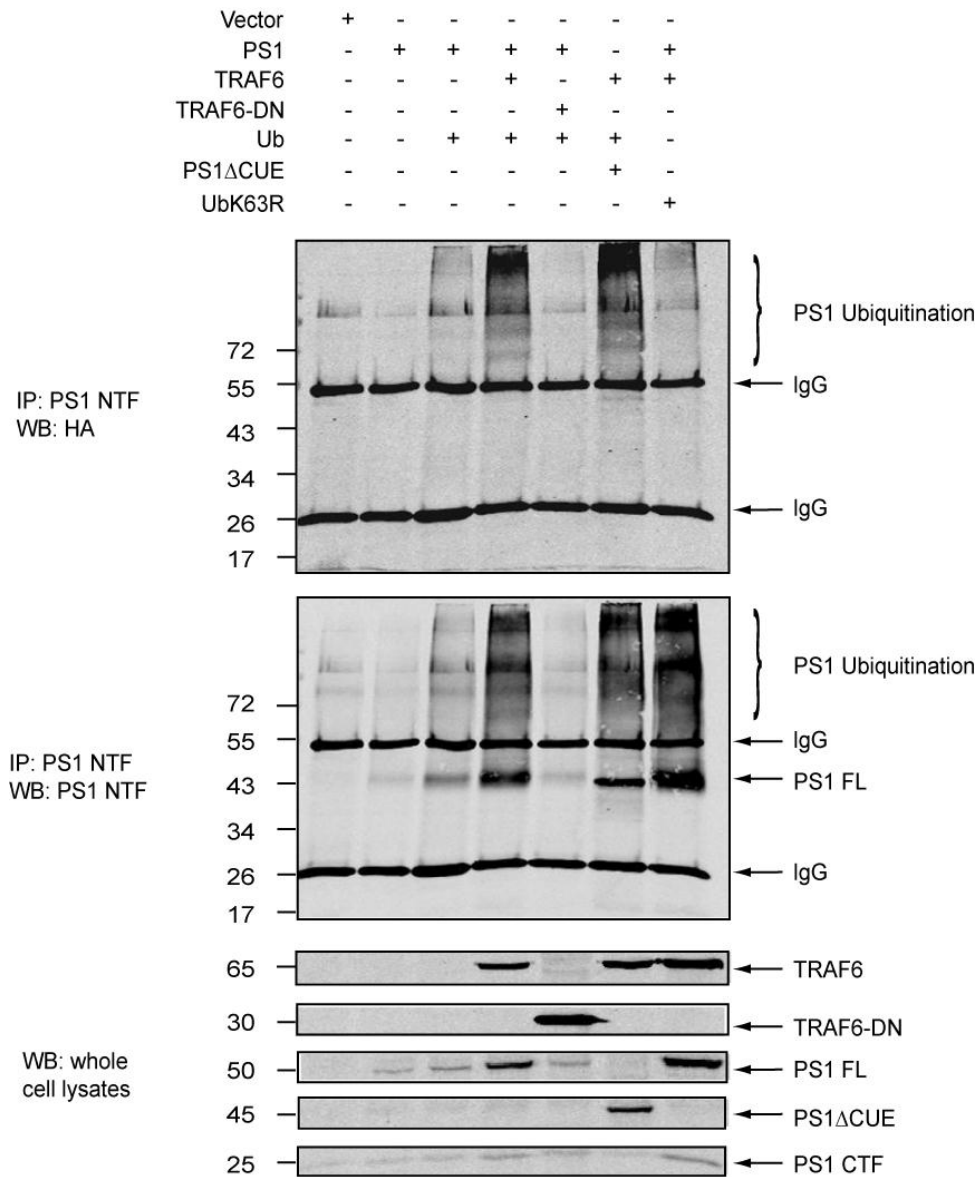 Vector + - - - - - -
PS1 - + + + + - +
TRAF6 - - - + - + +
TRAF6-DN - - - - + - -
Ub - - + + + + -
PS1ΔCUE - - - - - + -
UbK63R - - - - - - +
IP: PS1 NTF
WB: HA
72
55
43
34
26
17
PS1 Ubiquitination
IgG
IgG
IP: PS1 NTF
WB: PS1 NTF
72
55
43
34
26
17
PS1 Ubiquitination
IgG
PS1 FL
IgG
WB: whole
cell lysates
65 TRAF6
30 TRAF6-DN
50 PS1 FL
45 PS1ΔCUE
25 PS1 CTF